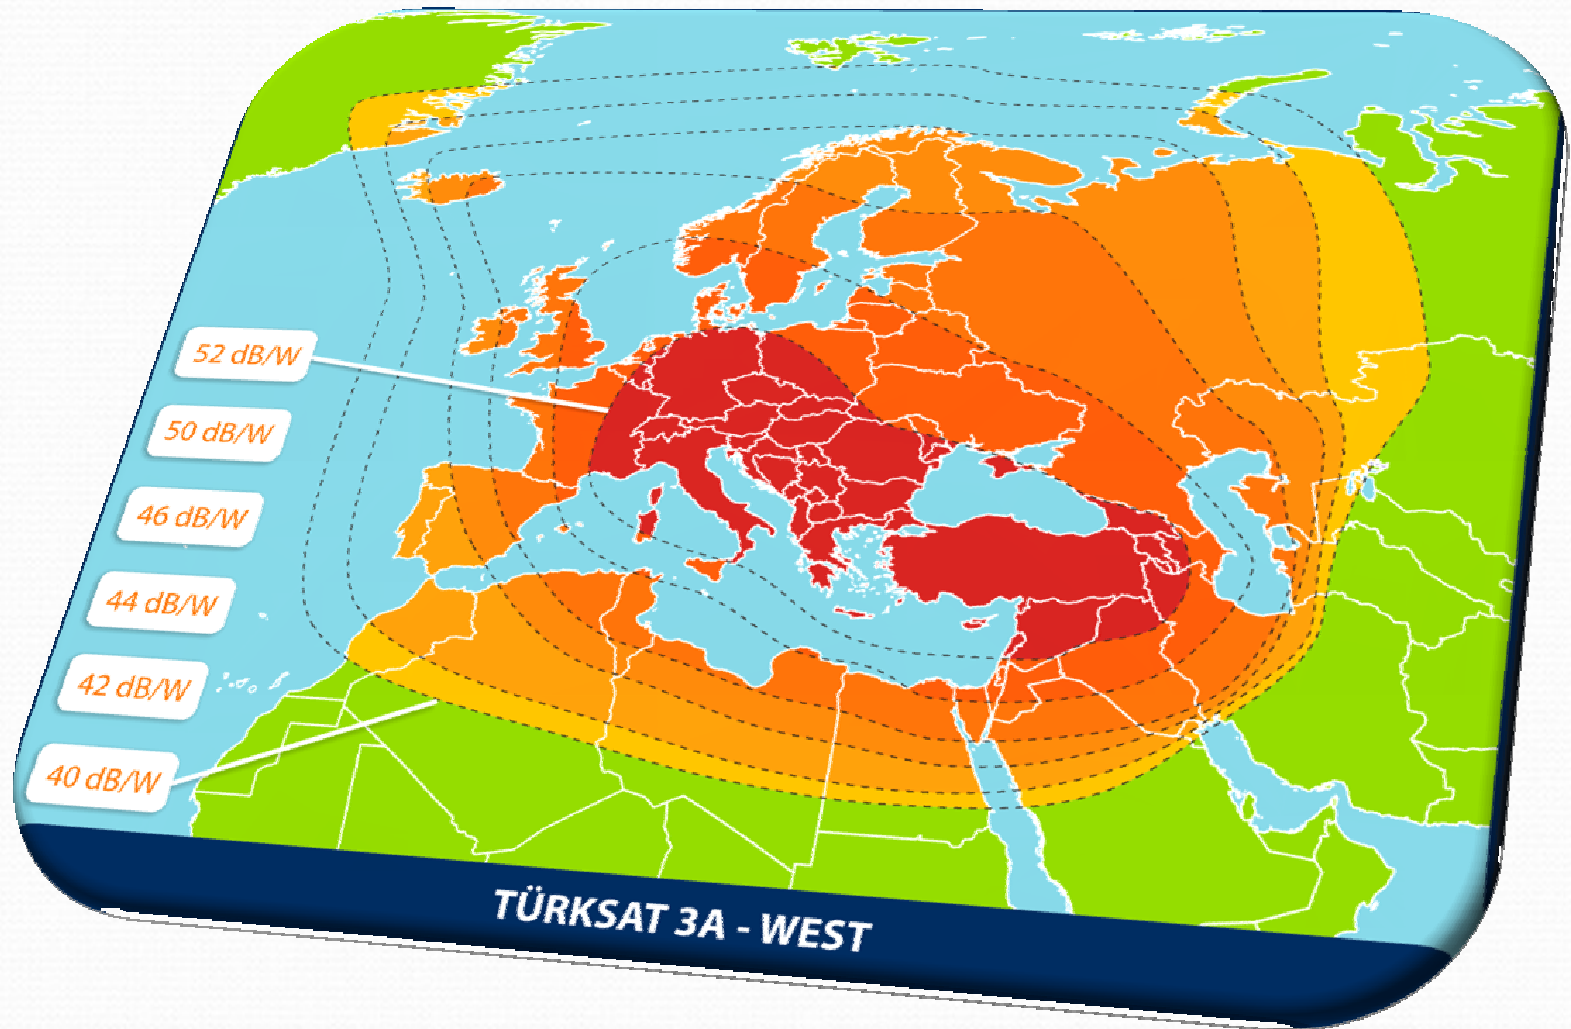 52 dB/W
50 dB/W
46 dB/W
44 dB/W
42 dB/W
40 dB/W
TÜRKSAT 3A - WEST